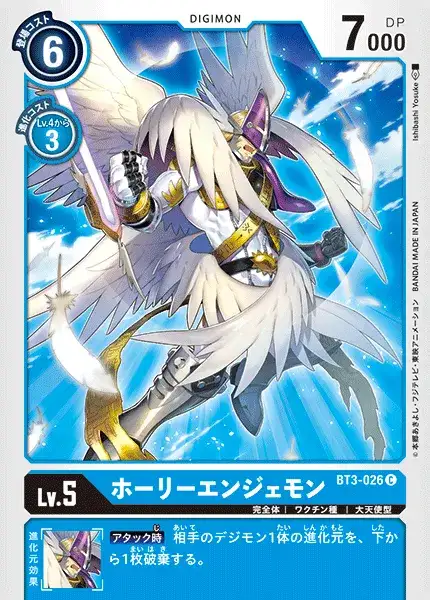 登場コスト
6
DIGIMON
7000
DP
進化コスト
Lv.4から
3
Ishibashi Yosuke
© 本郷あきよし・フジテレビ・東映アニメーション BANDAI MADE IN JAPAN
BT3-026 C
Lv.5
ホーリーエンジェモン
完全体 | ワクチン種 | 大天使型
進化元効果
アタック時 相手のデジモン1体の進化元を、下か
ら1枚破棄する。